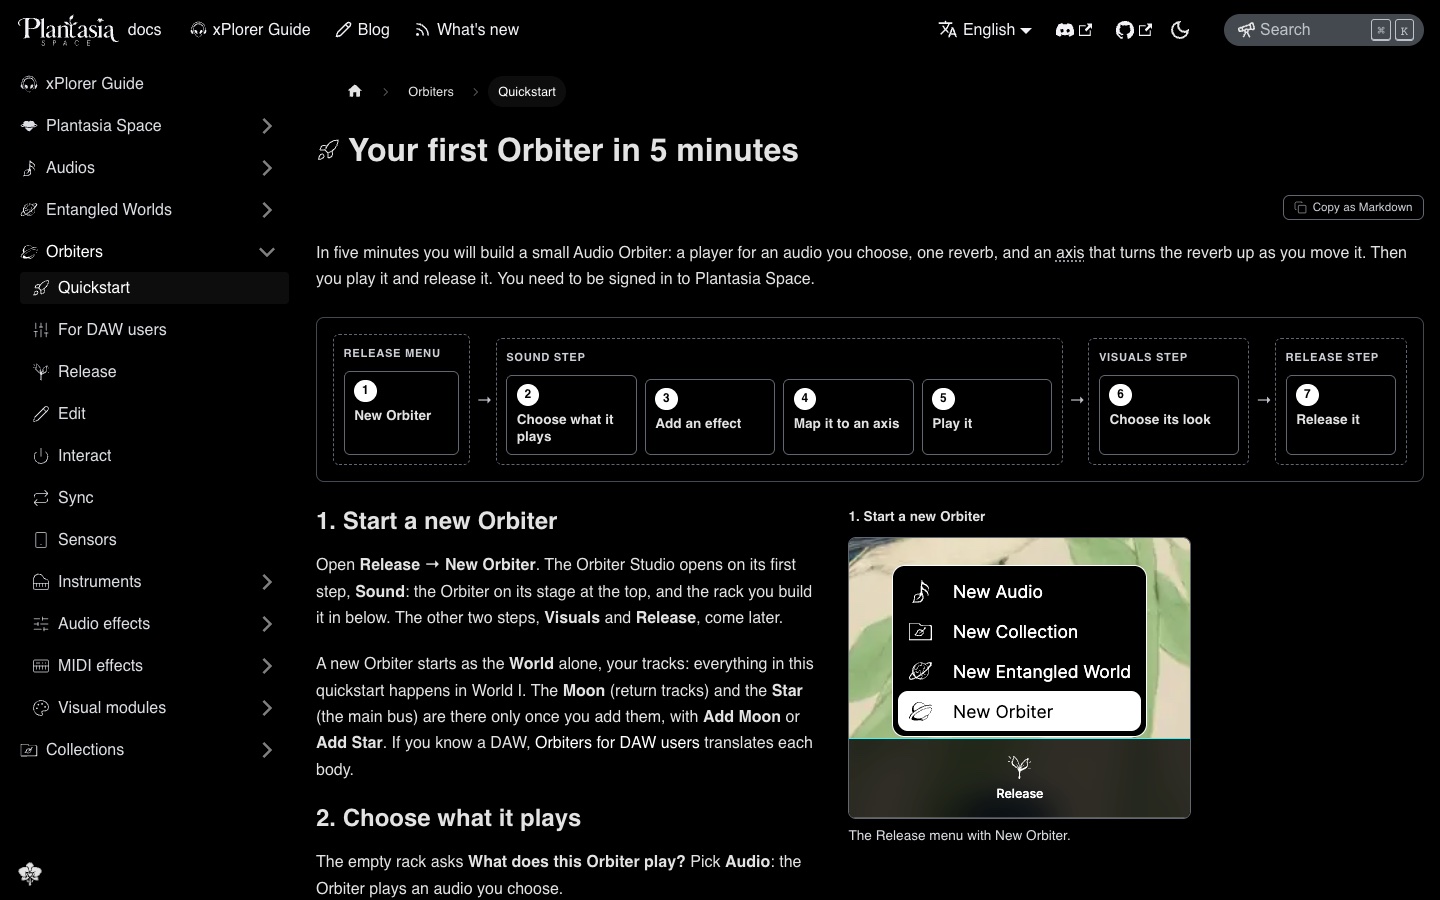 Plantasia
SPACE
docs
xPlorer Guide
Blog
What's new
English
Search
⌘ K
xPlorer Guide
Plantasia Space
Audios
Entangled Worlds
Orbiters
Quickstart
For DAW users
Release
Edit
Interact
Sync
Sensors
Instruments
Audio effects
MIDI effects
Visual modules
Collections
Orbiters
Quickstart
Your first Orbiter in 5 minutes
Copy as Markdown
In five minutes you will build a small Audio Orbiter: a player for an audio you choose, one reverb, and an axis that turns the reverb up as you move it. Then
you play it and release it. You need to be signed in to Plantasia Space.
RELEASE MENU
1
New Orbiter
→
SOUND STEP
2
Choose what it
plays
3
Add an effect
4
Map it to an axis
5
Play it
→
VISUALS STEP
6
Choose its look
→
RELEASE STEP
7
Release it
1. Start a new Orbiter
Open Release → New Orbiter. The Orbiter Studio opens on its first
step, Sound: the Orbiter on its stage at the top, and the rack you build
it in below. The other two steps, Visuals and Release, come later.
A new Orbiter starts as the World alone, your tracks: everything in this
quickstart happens in World I. The Moon (return tracks) and the Star
(the main bus) are there only once you add them, with Add Moon or
Add Star. If you know a DAW, Orbiters for DAW users translates each
body.
2. Choose what it plays
The empty rack asks What does this Orbiter play? Pick Audio: the
Orbiter plays an audio you choose.
1. Start a new Orbiter
New Audio
New Collection
New Entangled World
New Orbiter
Release
The Release menu with New Orbiter.